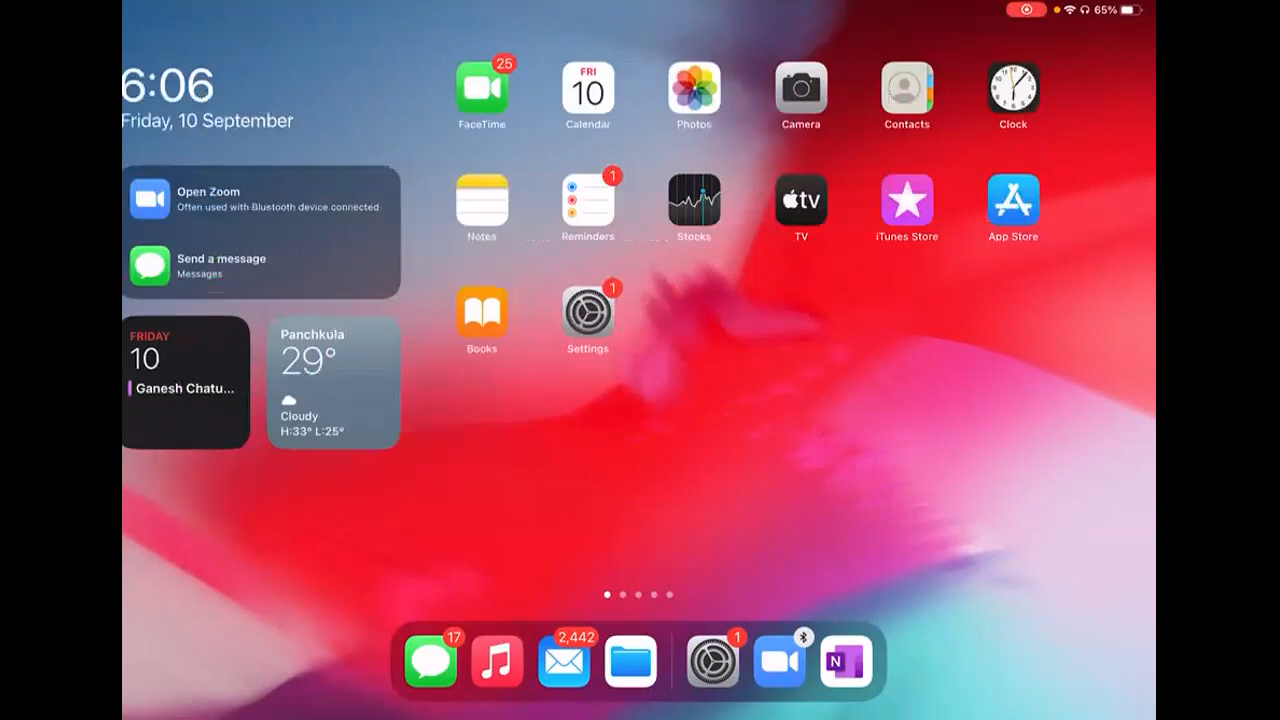 65%
6:06
Friday, 10 September
Open Zoom
Often used with Bluetooth device connected
Send a message
Messages
FRIDAY
10
Ganesh Chatu...
Panchkula
29°
Cloudy
H:33° L:25°
25
FRI
10
FaceTime
Calendar
Photos
Camera
Contacts
Clock
1
tv
Notes
Reminders
Stocks
TV
iTunes Store
App Store
1
Books
Settings
17
2,442
1
N